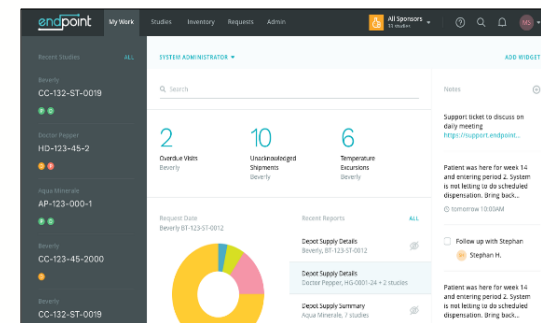 endpoint
My Work
Studies
Inventory
Requests
Admin
All Sponsors
33 studies
MS
Recent Studies
ALL
Beverly
CC-132-ST-0019
Doctor Pepper
HD-123-45-2
Aqua Minerale
AP-123-000-1
Beverly
CC-123-45-2000
Beverly
CC-132-ST-0019
SYSTEM ADMINISTRATOR
ADD WIDGET
Search
2
Overdue Visits
Beverly
10
Unacknowledged
Shipments
Beverly
6
Temperature
Excursions
Beverly
Request Date
Beverly BT-123-ST-0012
Recent Reports
ALL
Depot Supply Details
Beverly, BT-123-ST-0012
Depot Supply Details
Doctor Pepper, HG-0001-24 + 2 studies
Depot Supply Summary
Aqua Minerale, 7 studies
Notes
Support ticket to discuss on
daily meeting
https://support.endpoint...
Patient was here for week 14
and entering period 2. System
is not letting to do scheduled
dispensation. Bring back...
tomorrow 10:00AM
Follow up with Stephan
Stephan H.
Patient was here for week 14
and entering period 2. System
is not letting to do scheduled
dispensation. Bring back...